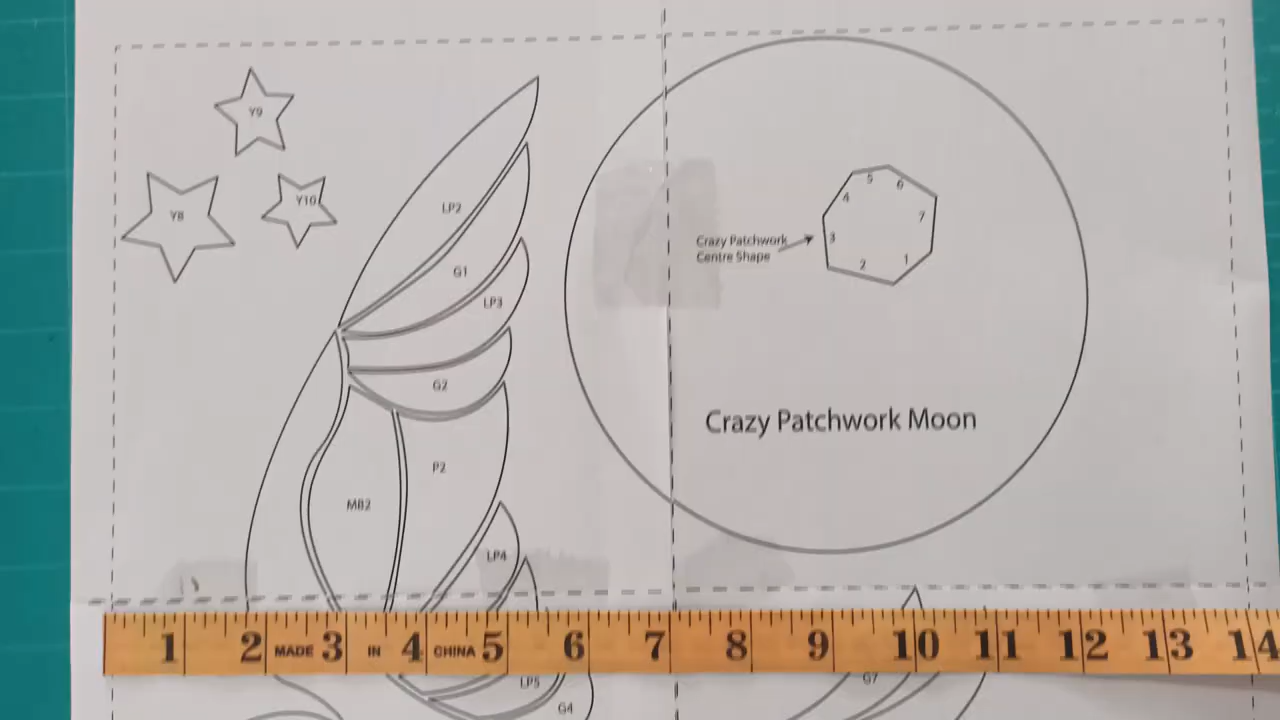 Y9
Y8
Y10
LP2
G1
LP3
G2
P2
MB2
LP4
5
6
4
7
3
1
2
Crazy Patchwork
Centre Shape
Crazy Patchwork Moon
1 2 MADE 3 IN 4 CHINA 5 6 7 8 9 10 11 12 13 14
LP5
G7
G4